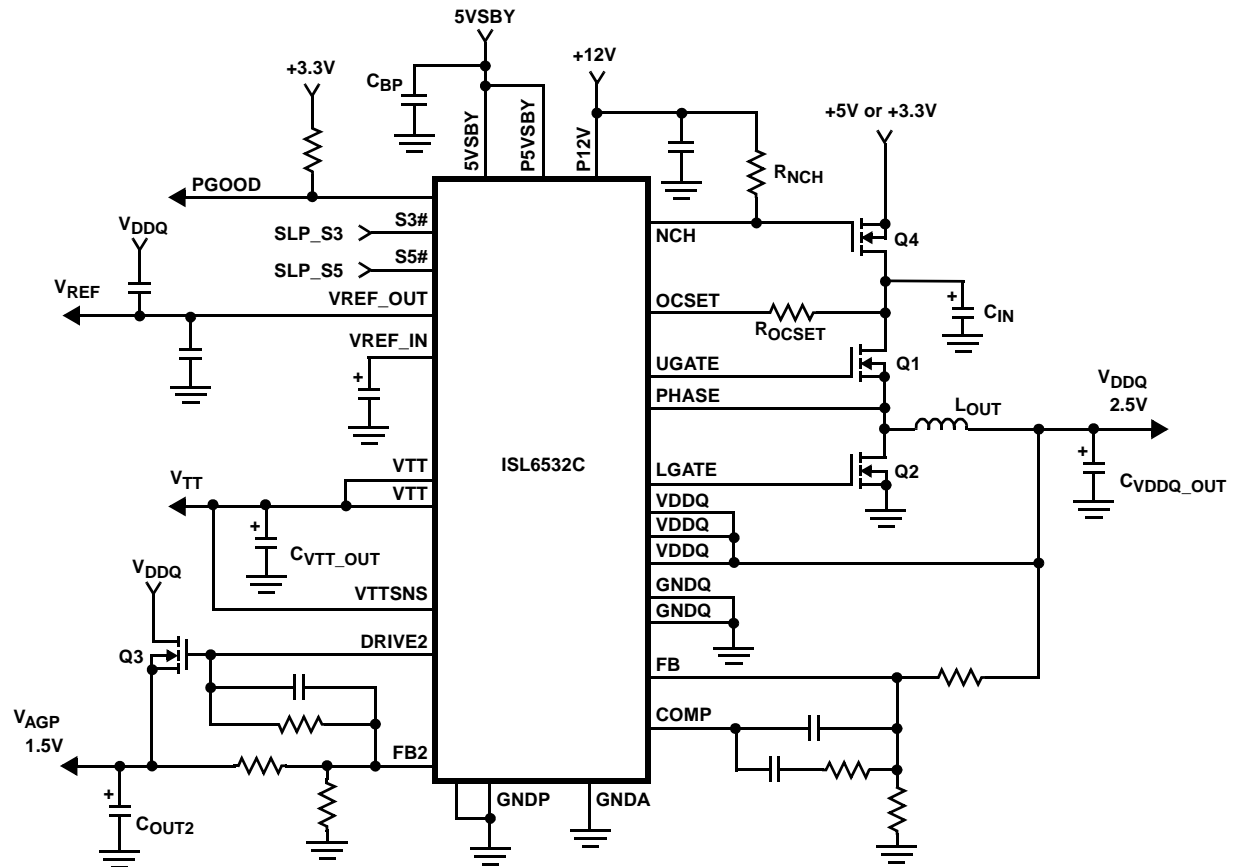 5VSBY
+12V
+3.3V
CBP
+5V or +3.3V
5VSBY
P5VSBY
P12V
RNCH
PGOOD
VDDQ
S3#
SLP_S3
NCH
Q4
S5#
SLP_S5
VREF
VREF_OUT
OCSET
+
CIN
ROCSET
VREF_IN
+
UGATE
Q1
PHASE
LOUT
VDDQ
2.5V
VTT
ISL6532C
LGATE
Q2
+
CVDDQ_OUT
VTT
VTT
VDDQ
VDDQ
VDDQ
+
CVTT_OUT
VDDQ
VTTSNS
GNDQ
GNDQ
Q3
DRIVE2
FB
VAGP
1.5V
COMP
FB2
+
COUT2
GNDP
GNDA